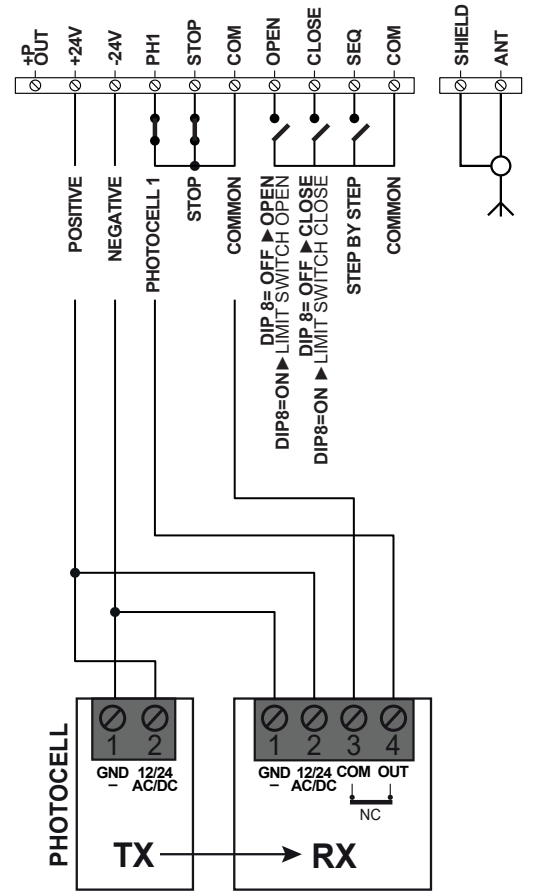 +P
OUT
+24V
-24V
PH1
STOP
COM
OPEN
CLOSE
SEQ
COM
SHIELD
ANT
POSITIVE
NEGATIVE
PHOTOCELL 1
STOP
COMMON
DIP 8= OFF ▶ OPEN
DIP8=ON▶LIMIT SWITCH OPEN
DIP 8= OFF ▶CLOSE
DIP8=ON ▶ LIMIT SWITCH CLOSE
STEP BY STEP
COMMON
PHOTOCELL
1 2
GND 12/24
– AC/DC
TX
1 2 3 4
GND 12/24 COM OUT
– AC/DC
NC
RX